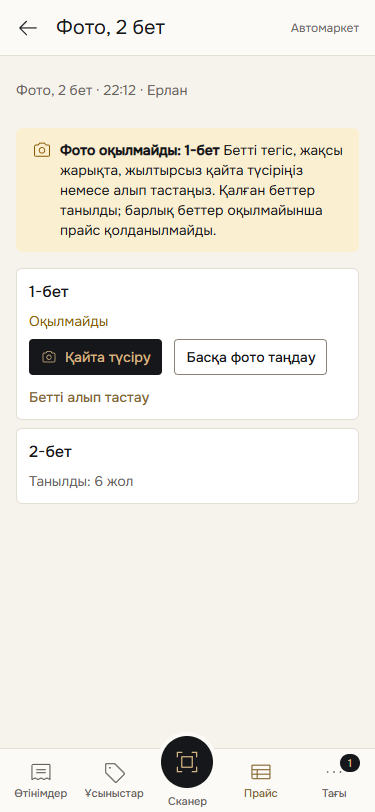 Фото, 2 бет
Автомаркет
Фото, 2 бет · 22:12 · Ерлан
Фото оқылмайды: 1-бет Бетті тегіс, жақсы
жарықта, жылтырсыз қайта түсіріңіз
немесе алып тастаңыз. Қалған беттер
танылды; барлық беттер оқылмайынша
прайс қолданылмайды.
1-бет
Оқылмайды
Қайта түсіру
Басқа фото таңдау
Бетті алып тастау
2-бет
Танылды: 6 жол
1
Өтінімдер
Ұсыныстар
Сканер
Прайс
Тағы